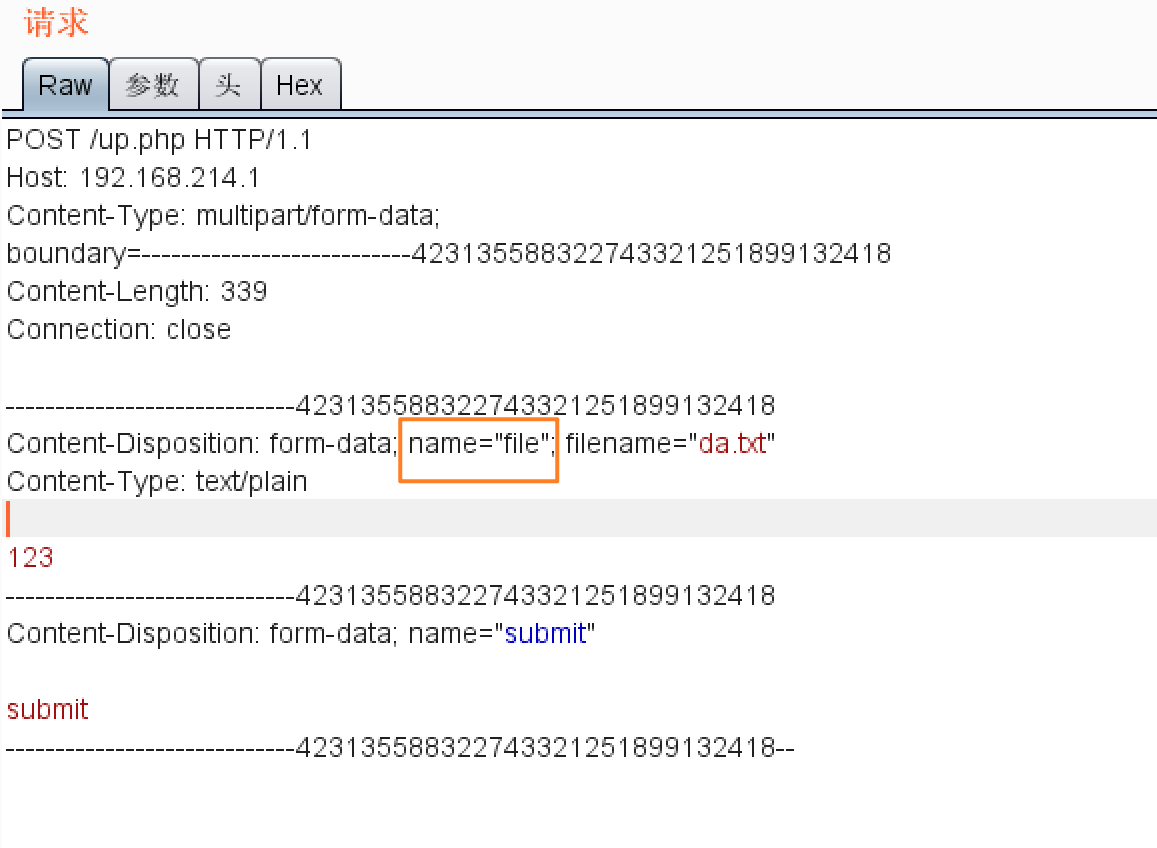 请求
Raw 参数 头 Hex
POST /up.php HTTP/1.1
Host: 192.168.214.1
Content-Type: multipart/form-data;
boundary=---------------------------4231355883227433212518​99132418
Content-Length: 339
Connection: close
-----------------------------423135588322743321251899132418
Content-Disposition: form-data; name="file"; filename="da.txt"
Content-Type: text/plain
123
-----------------------------423135588322743321251899132418
Content-Disposition: form-data; name="submit"
submit
-----------------------------423135588322743321251899132418--